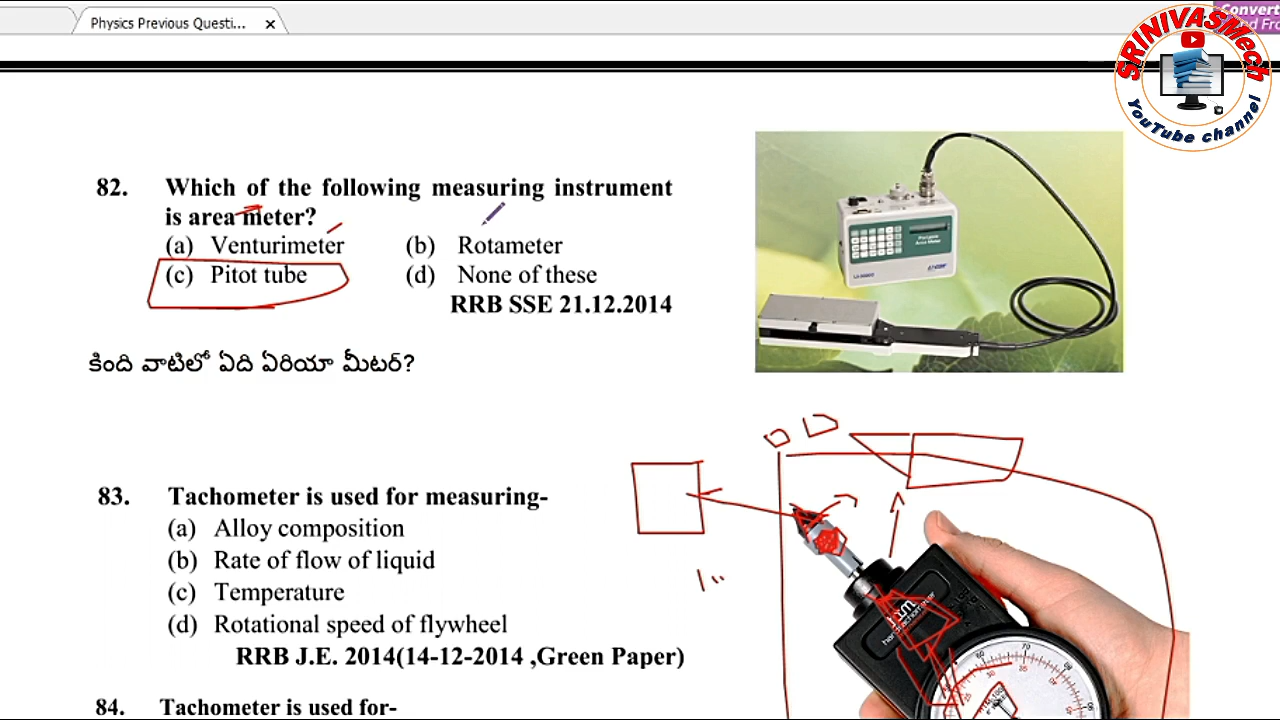 Physics Previous Questi...
Convert
SRINIVASMech
YouTube channel
82. Which of the following measuring instrument
is area meter?
(a) Venturimeter (b) Rotameter
(c) Pitot tube (d) None of these
RRB SSE 21.12.2014
కింది వాటిలో ఏది ఏరియా మీటర్?
83. Tachometer is used for measuring-
(a) Alloy composition
(b) Rate of flow of liquid
(c) Temperature
(d) Rotational speed of flywheel
RRB J.E. 2014(14-12-2014 ,Green Paper)
84. Tachometer is used for-